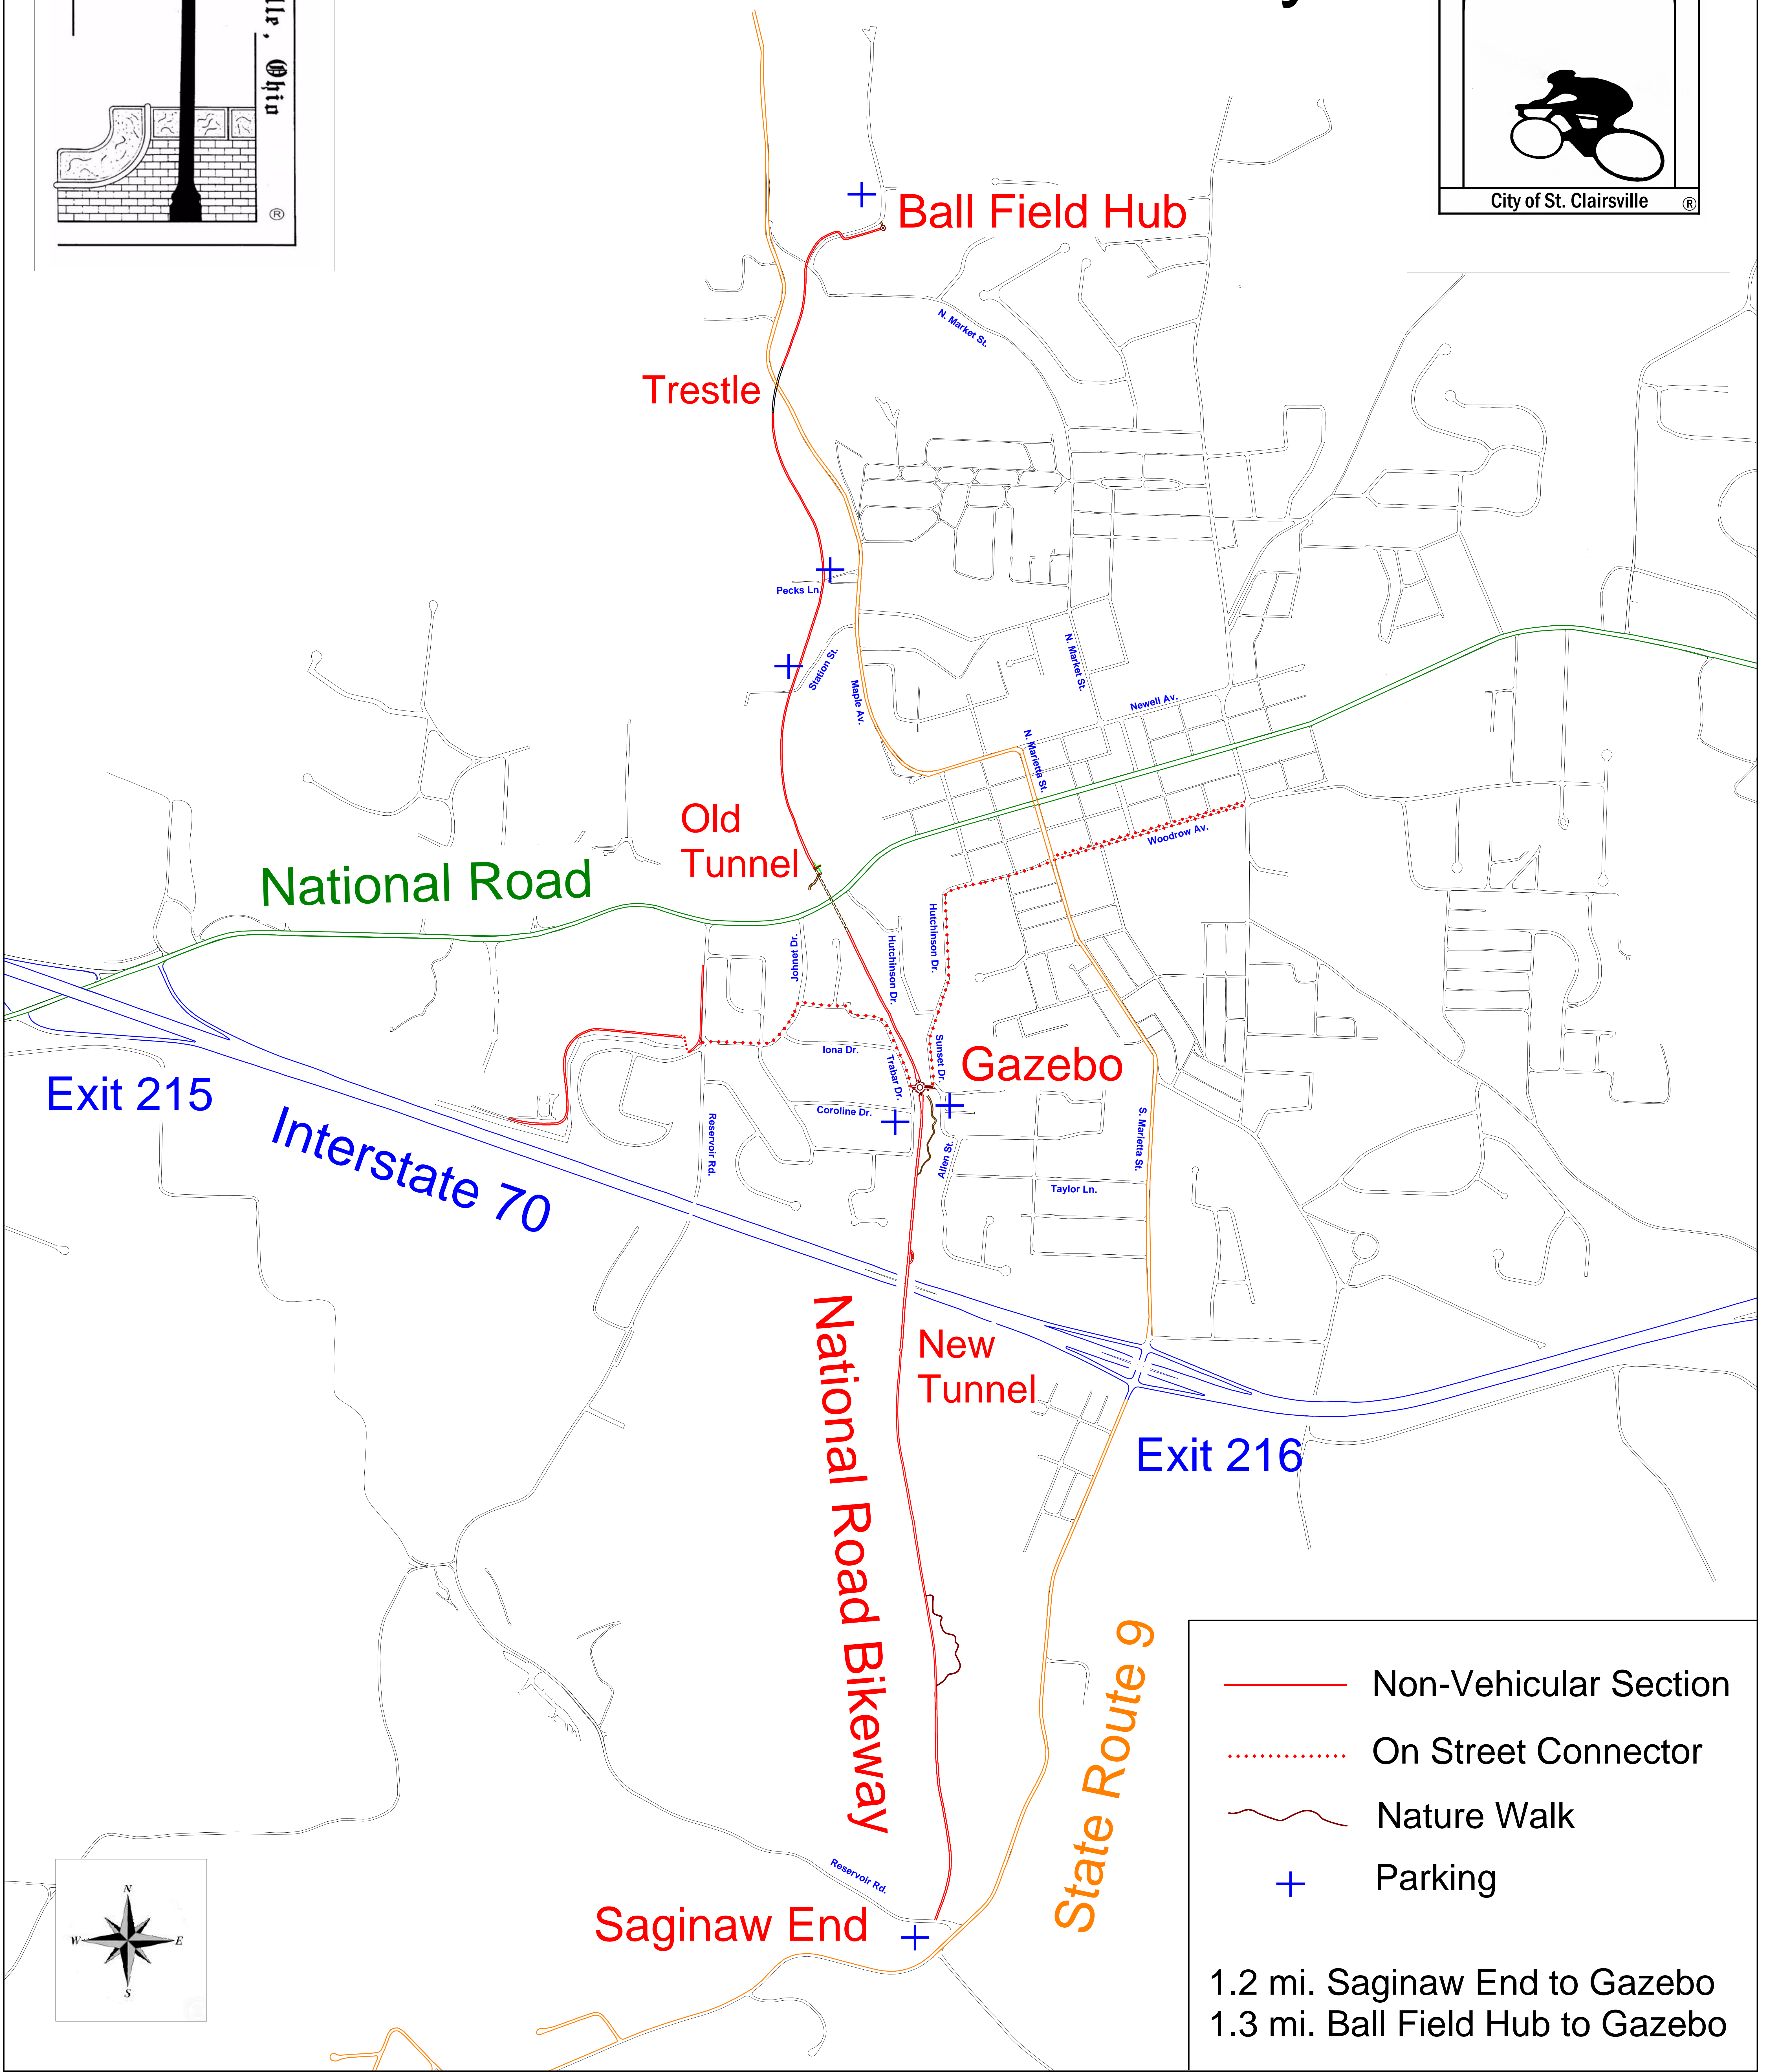 Ohio
®
City of St. Clairsville
®
Ball Field Hub
N. Market St.
Trestle
Pecks Ln.
Station St.
Maple Av.
N. Market St.
Newell Av.
N. Marietta St.
Old
Tunnel
Woodrow Av.
National Road
Johnet Dr.
Hutchinson Dr.
Hutchinson Dr.
Iona Dr.
Trabar Dr.
Sunset Dr.
Gazebo
Exit 215
Interstate 70
Coroline Dr.
Reservoir Rd.
Allen St.
S. Marietta St.
Taylor Ln.
New
Tunnel
National Road Bikeway
Exit 216
State Route 9
Reservoir Rd.
Saginaw End
N
W
E
S
Non-Vehicular Section
On Street Connector
Nature Walk
Parking
1.2 mi. Saginaw End to Gazebo
1.3 mi. Ball Field Hub to Gazebo